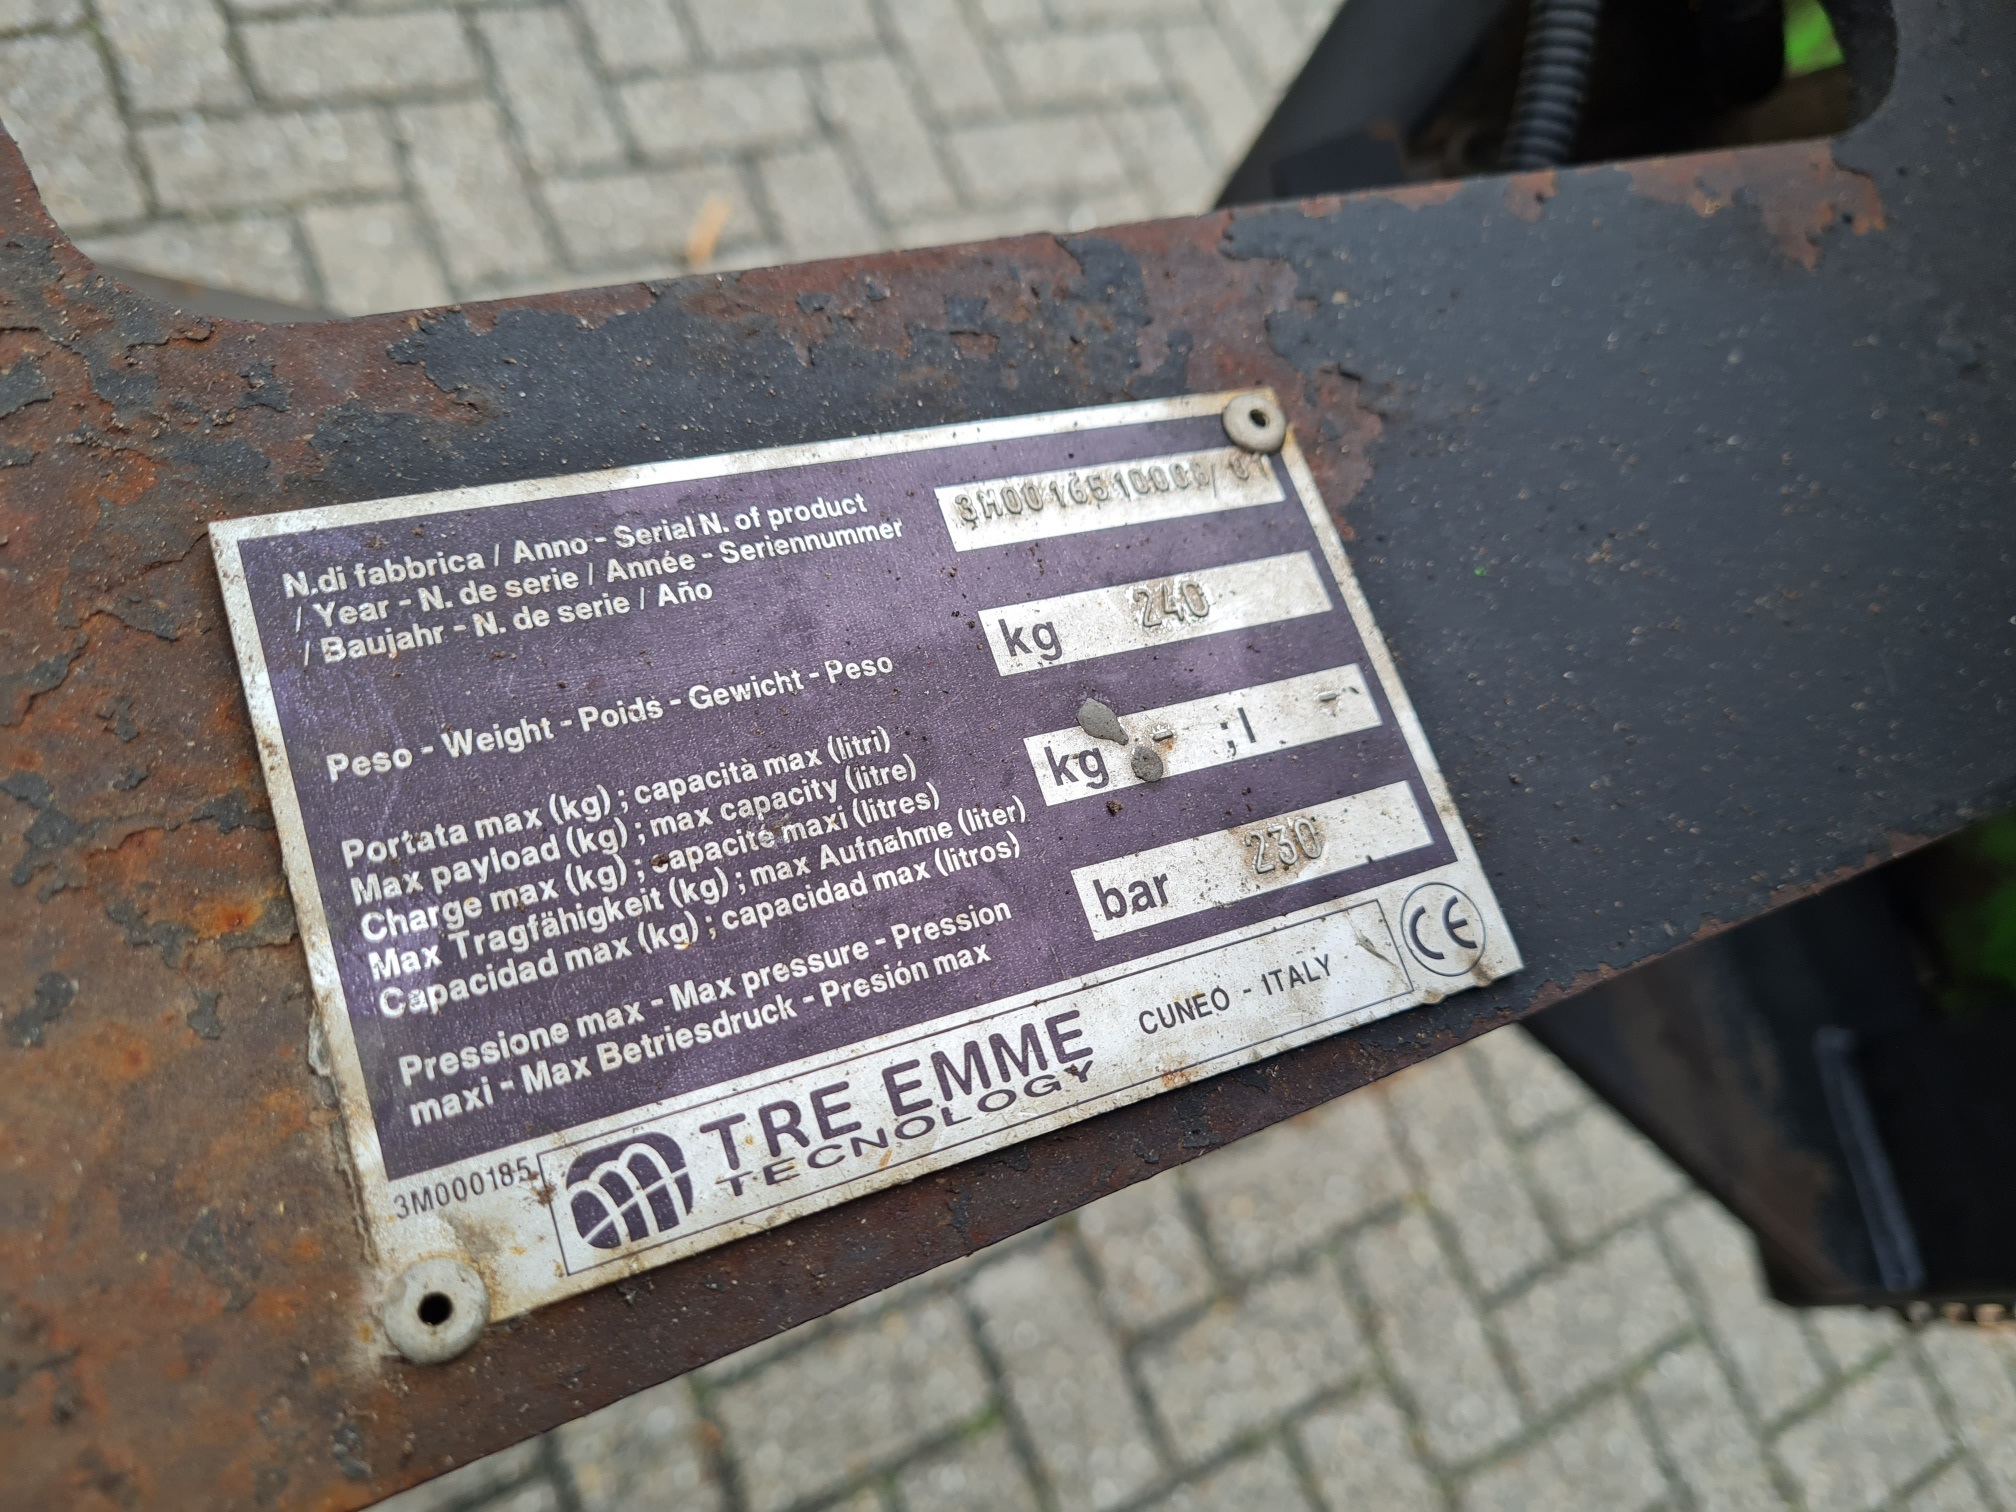 N.di fabbrica / Anno - Serial N. of product
/ Year - N. de serie / Année - Seriennummer
/ Baujahr - N. de serie / Año
Peso - Weight - Poids - Gewicht - Peso
kg 240
Portata max (kg) ; capacità max (litri)
Max payload (kg) ; max capacity (litre)
Charge max (kg) ; capacité maxi (litres)
Max Tragfähigkeit (kg) ; max Aufnahme (liter)
Capacidad max (kg) ; capacidad max (litros)
kg - ;l -
Pressione max - Max pressure - Pression
maxi - Max Betriesdruck - Presión max
bar 230
3M000185
TRE EMME
TECNOLOGY
CUNEO - ITALY
CE